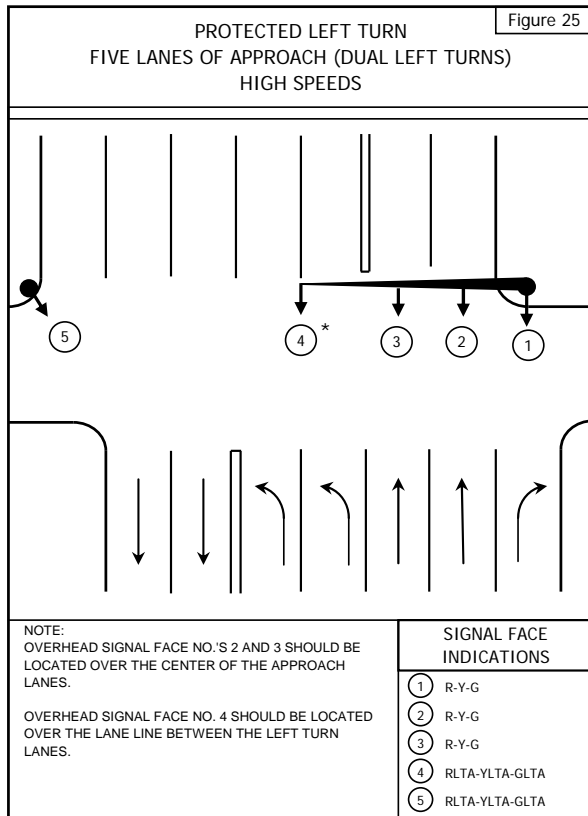 Figure 25
PROTECTED LEFT TURN
FIVE LANES OF APPROACH (DUAL LEFT TURNS)
HIGH SPEEDS
5
4 *
3
2
1
NOTE:
OVERHEAD SIGNAL FACE NO.'S 2 AND 3 SHOULD BE
LOCATED OVER THE CENTER OF THE APPROACH
LANES.
OVERHEAD SIGNAL FACE NO. 4 SHOULD BE LOCATED
OVER THE LANE LINE BETWEEN THE LEFT TURN
LANES.
SIGNAL FACE
INDICATIONS
1 R-Y-G
2 R-Y-G
3 R-Y-G
4 RLTA-YLTA-GLTA
5 RLTA-YLTA-GLTA